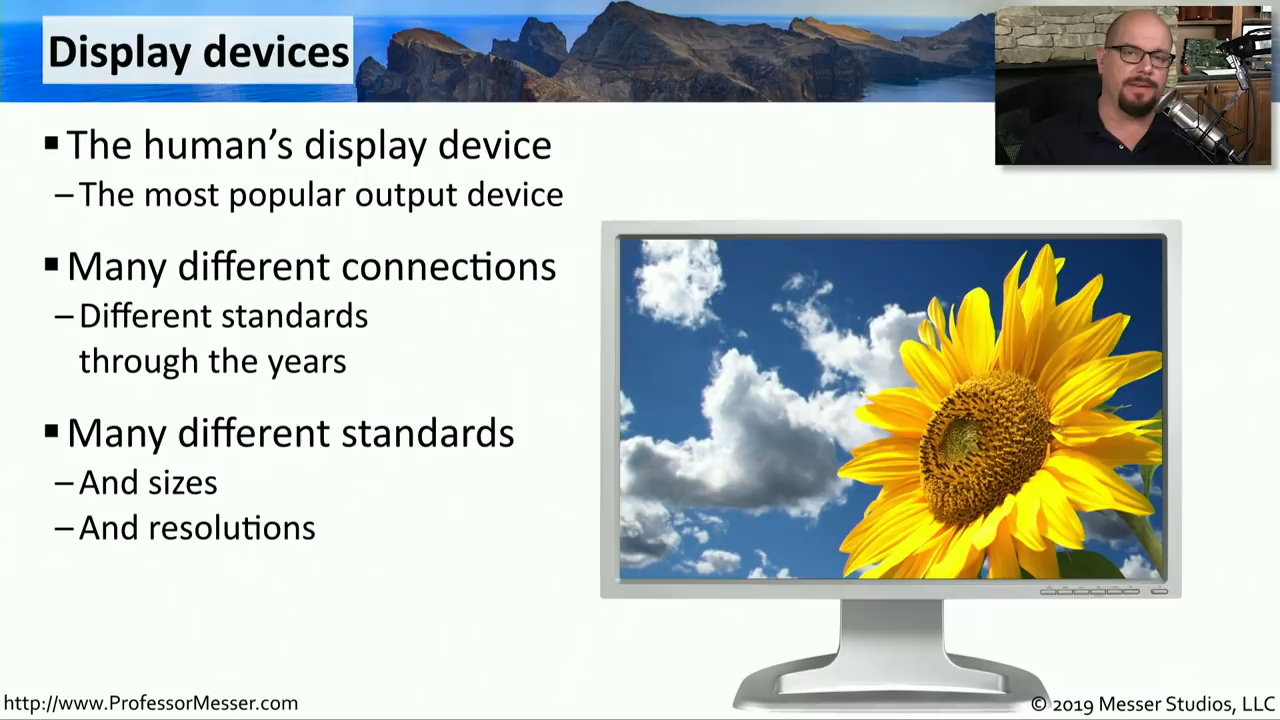 Display devices
▪ The human's display device
– The most popular output device
▪ Many different connections
– Different standards
through the years
▪ Many different standards
– And sizes
– And resolutions
http://www.ProfessorMesser.com
© 2019 Messer Studios, LLC